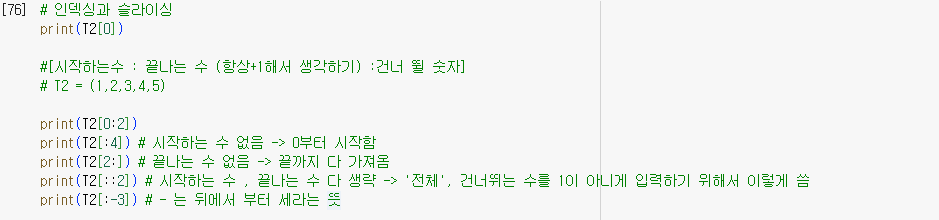 [76] # 인덱싱과 슬라이싱
print(T2[0])
#[시작하는수 : 끝나는 수 (항상+1해서 생각하기) :건너 뛸 숫자]
# T2 = (1,2,3,4,5)
print(T2[0:2])
print(T2[:4]) # 시작하는 수 없음 -> 0부터 시작함
print(T2[2:]) # 끝나는 수 없음 -> 끝까지 다 가져옴
print(T2[::2]) # 시작하는 수 , 끝나는 수 다 생략 -> '전체', 건너뛰는 수를 1이 아니게 입력하기 위해서 이렇게 씀
print(T2[:-3]) # - 는 뒤에서 부터 세라는 뜻